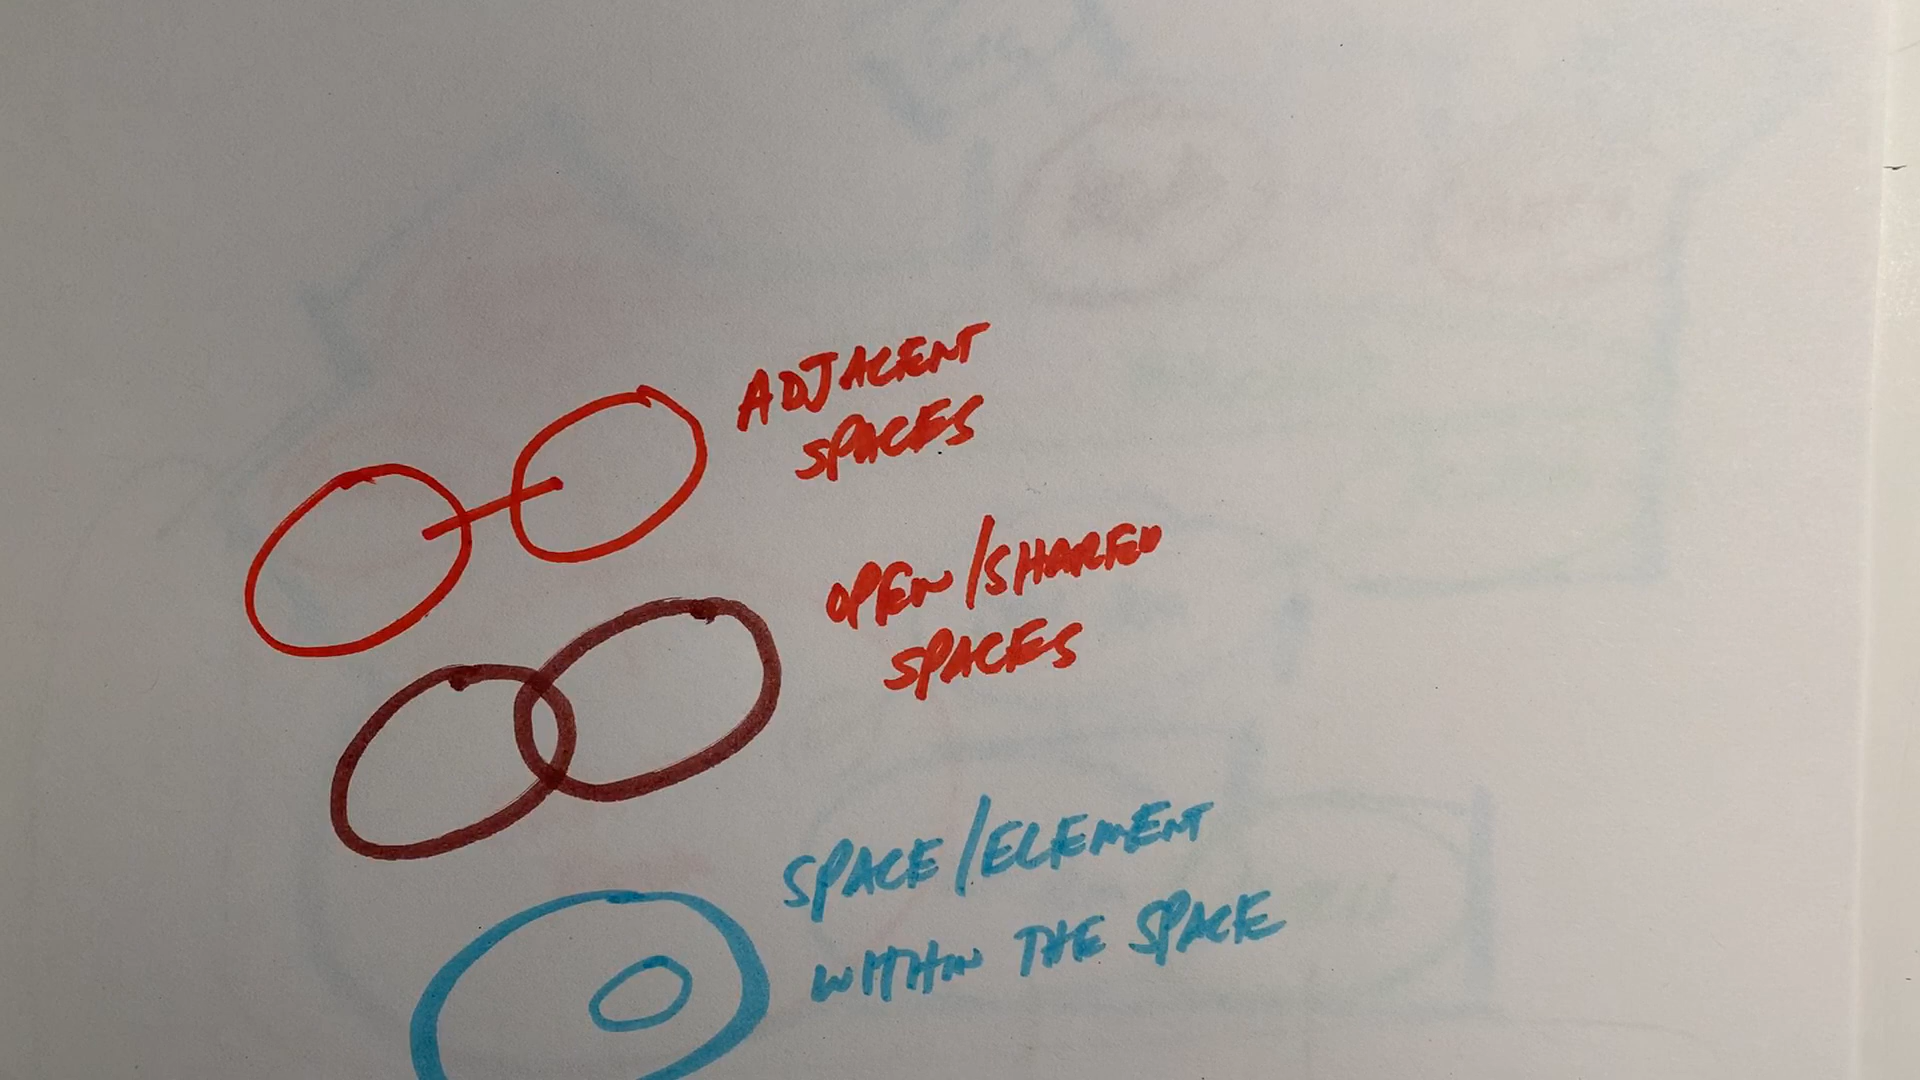 ADJACENT
SPACES
OPEN/SHARED
SPACES
SPACE/ELEMENT
WITHIN THE SPACE